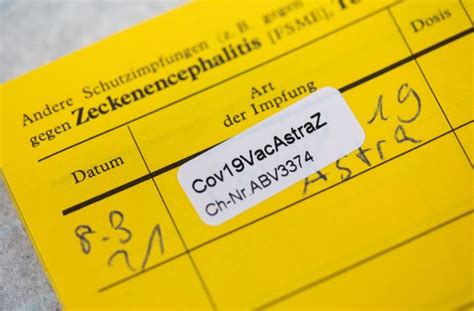 Andere Schutzimpfungen (z.B. gegen
gegen Zeckenencephalitis [FSME],
Datum
Art
der Impfung
Dosis
Cov19VacAstraZ
Ch-Nr.ABV3374
19
Astra
8.3
21